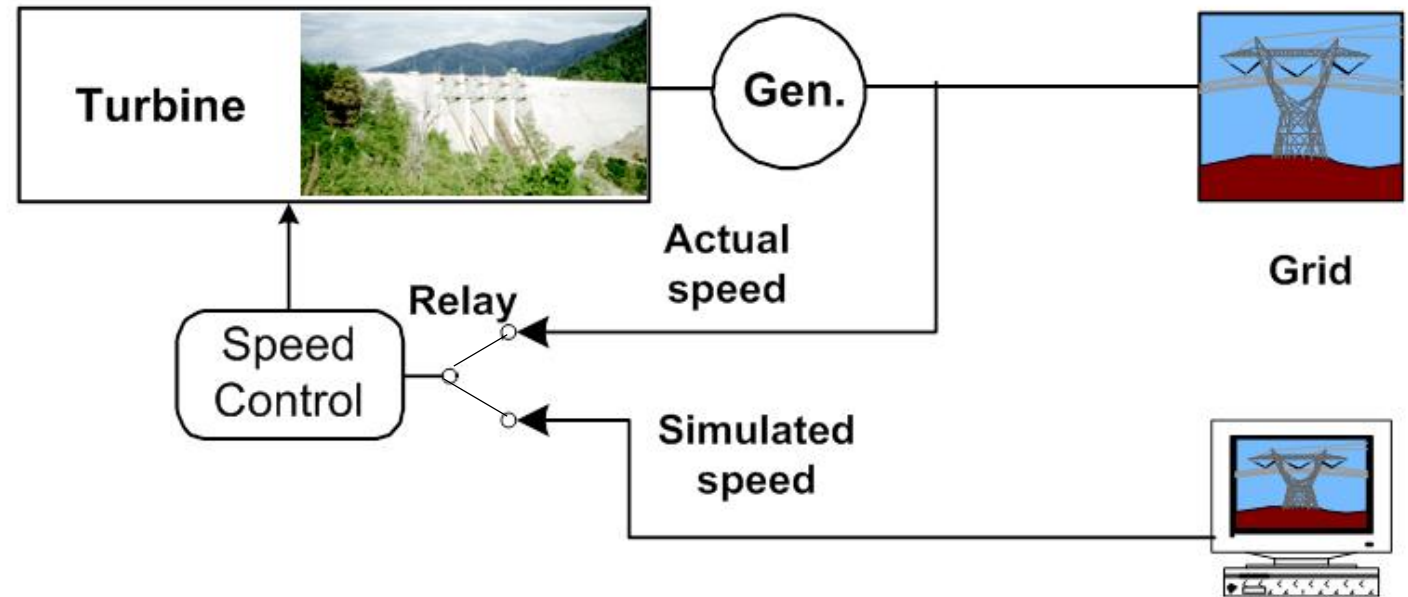 Turbine
Gen.
Actual
speed
Grid
Relay
Speed
Control
Simulated
speed